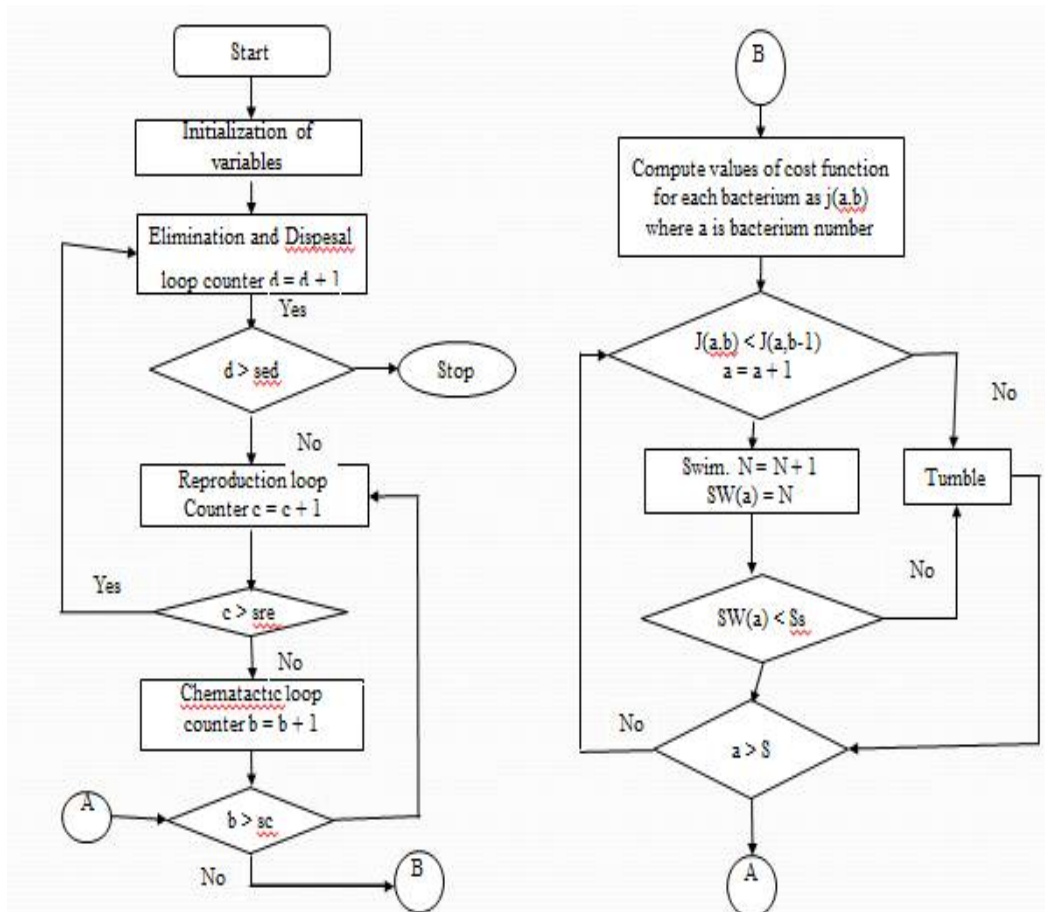 Start
Initialization of
variables
Elimination and Dispesal
loop counter d = d + 1
Yes
d > sed
Stop
No
Reproduction loop
Counter c = c + 1
Yes
c > sre
No
Chematactic loop
counter b = b + 1
A
b > sc
No
B
B
Compute values of cost function
for each bacterium as j(a.b)
where a is bacterium number
J(a.b) < J(a,b-1)
a = a + 1
No
Swim. N= N + 1
SW(a) = N
Tumble
No
SW(a) < Ss
No
a > S
A